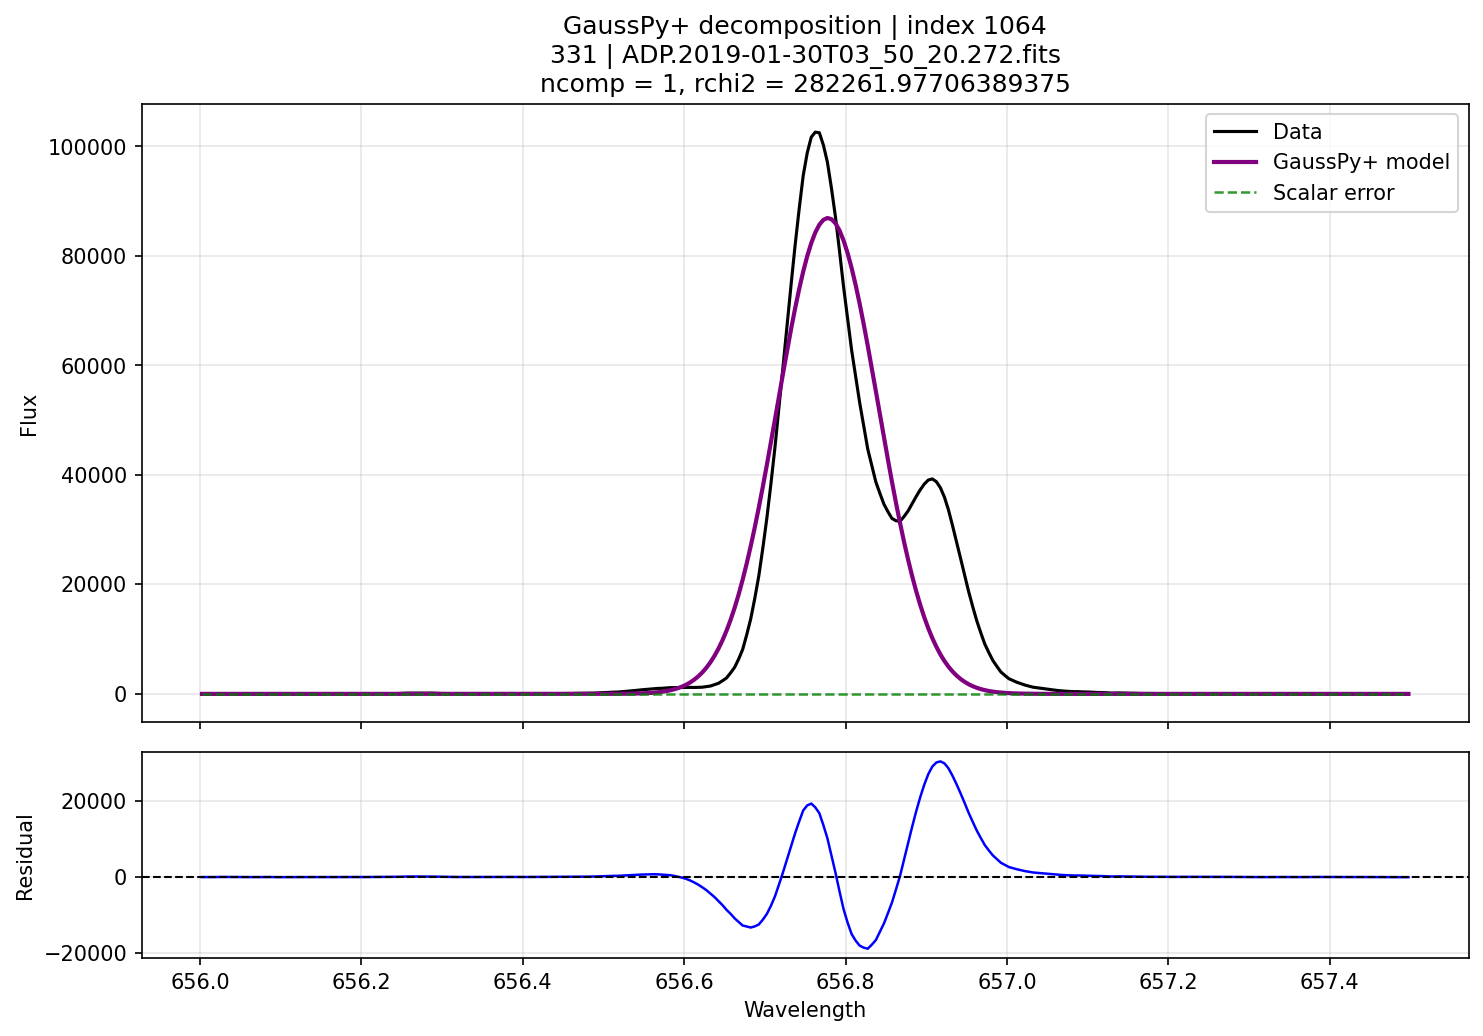 GaussPy+ decomposition | index 1064
331 | ADP.2019-01-30T03_50_20.272.fits
ncomp = 1, rchi2 = 282261.97706389375
Data
GaussPy+ model
Scalar error
Flux
100000
80000
60000
40000
20000
0
Residual
20000
0
−20000
656.0
656.2
656.4
656.6
656.8
657.0
657.2
657.4
Wavelength